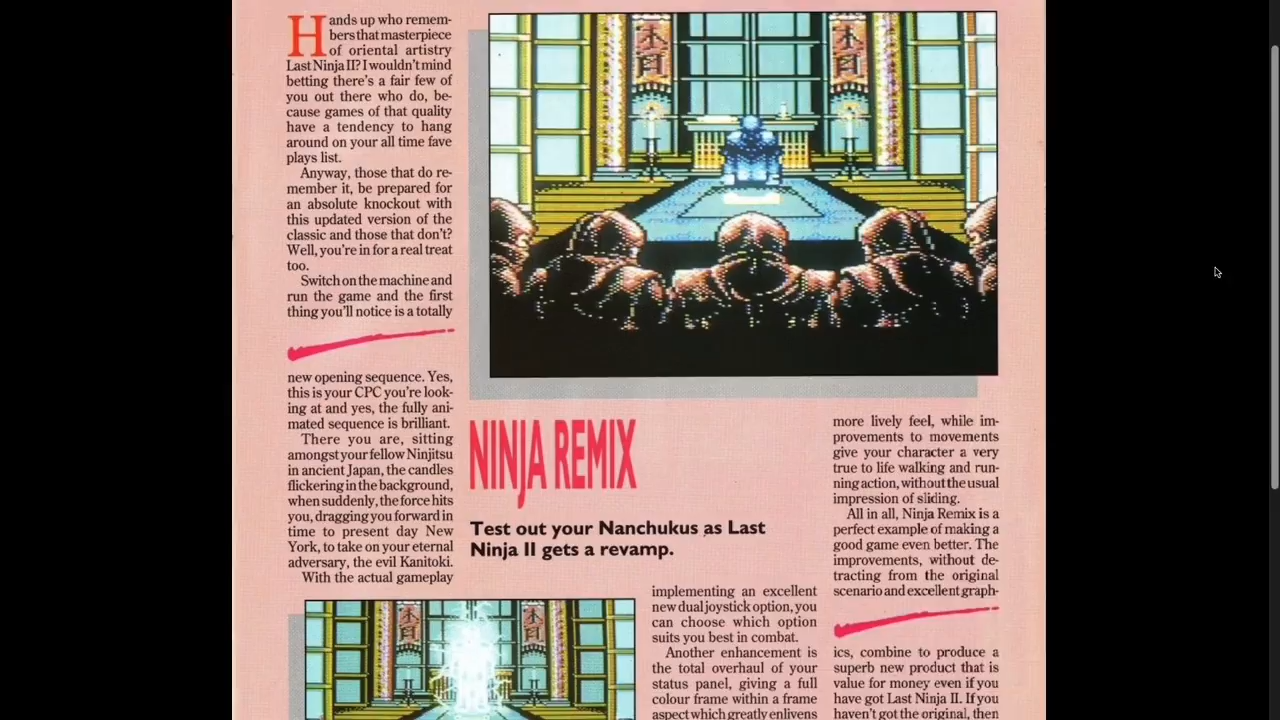 Hands up who remem-
bers that masterpiece
of oriental artistry
Last Ninja II? I wouldn't mind
betting there's a fair few of
you out there who do, be-
cause games of that quality
have a tendency to hang
around on your all time fave
plays list.
Anyway, those that do re-
member it, be prepared for
an absolute knockout with
this updated version of the
classic and those that don't?
Well, you're in for a real treat
too.
Switch on the machine and
run the game and the first
thing you'll notice is a totally
new opening sequence. Yes,
this is your CPC you're look-
ing at and yes, the fully ani-
mated sequence is brilliant.
There you are, sitting
amongst your fellow Ninjitsu
in ancient Japan, the candles
flickering in the background,
when suddenly, the force hits
you, dragging you forward in
time to present day New
York, to take on your eternal
adversary, the evil Kanitoki.
With the actual gameplay
NINJA REMIX
Test out your Nanchukus as Last
Ninja II gets a revamp.
implementing an excellent
new dual joystick option, you
can choose which option
suits you best in combat.
Another enhancement is
the total overhaul of your
status panel, giving a full
colour frame within a frame
aspect which greatly enlivens
more lively feel, while im-
provements to movements
give your character a very
true to life walking and run-
ning action, without the usual
impression of sliding.
All in all, Ninja Remix is a
perfect example of making a
good game even better. The
improvements, without de-
tracting from the original
scenario and excellent graph-
ics, combine to produce a
superb new product that is
value for money even if you
have got Last Ninja II. If you
haven't got the original, then